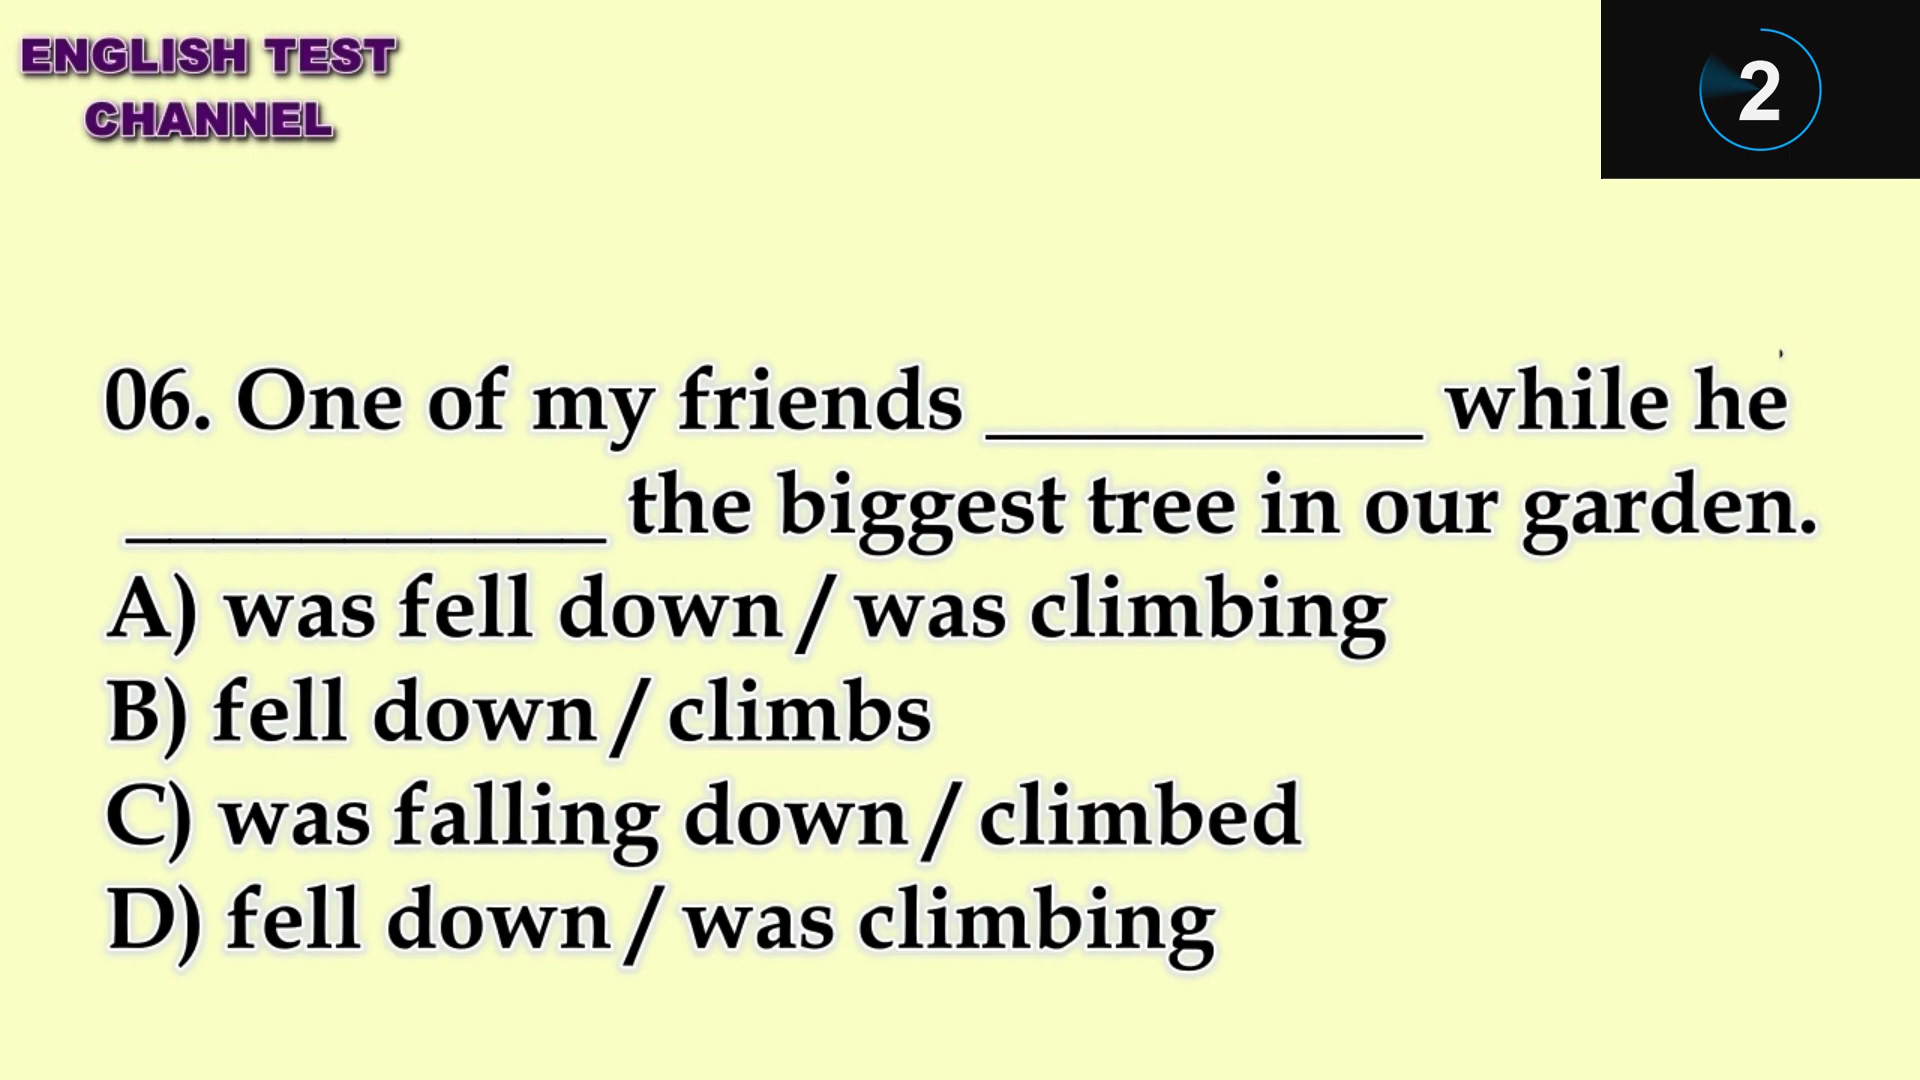 ENGLISH TEST
CHANNEL
2
06. One of my friends __________ while he
___________ the biggest tree in our garden.
A) was fell down / was climbing
B) fell down / climbs
C) was falling down / climbed
D) fell down / was climbing